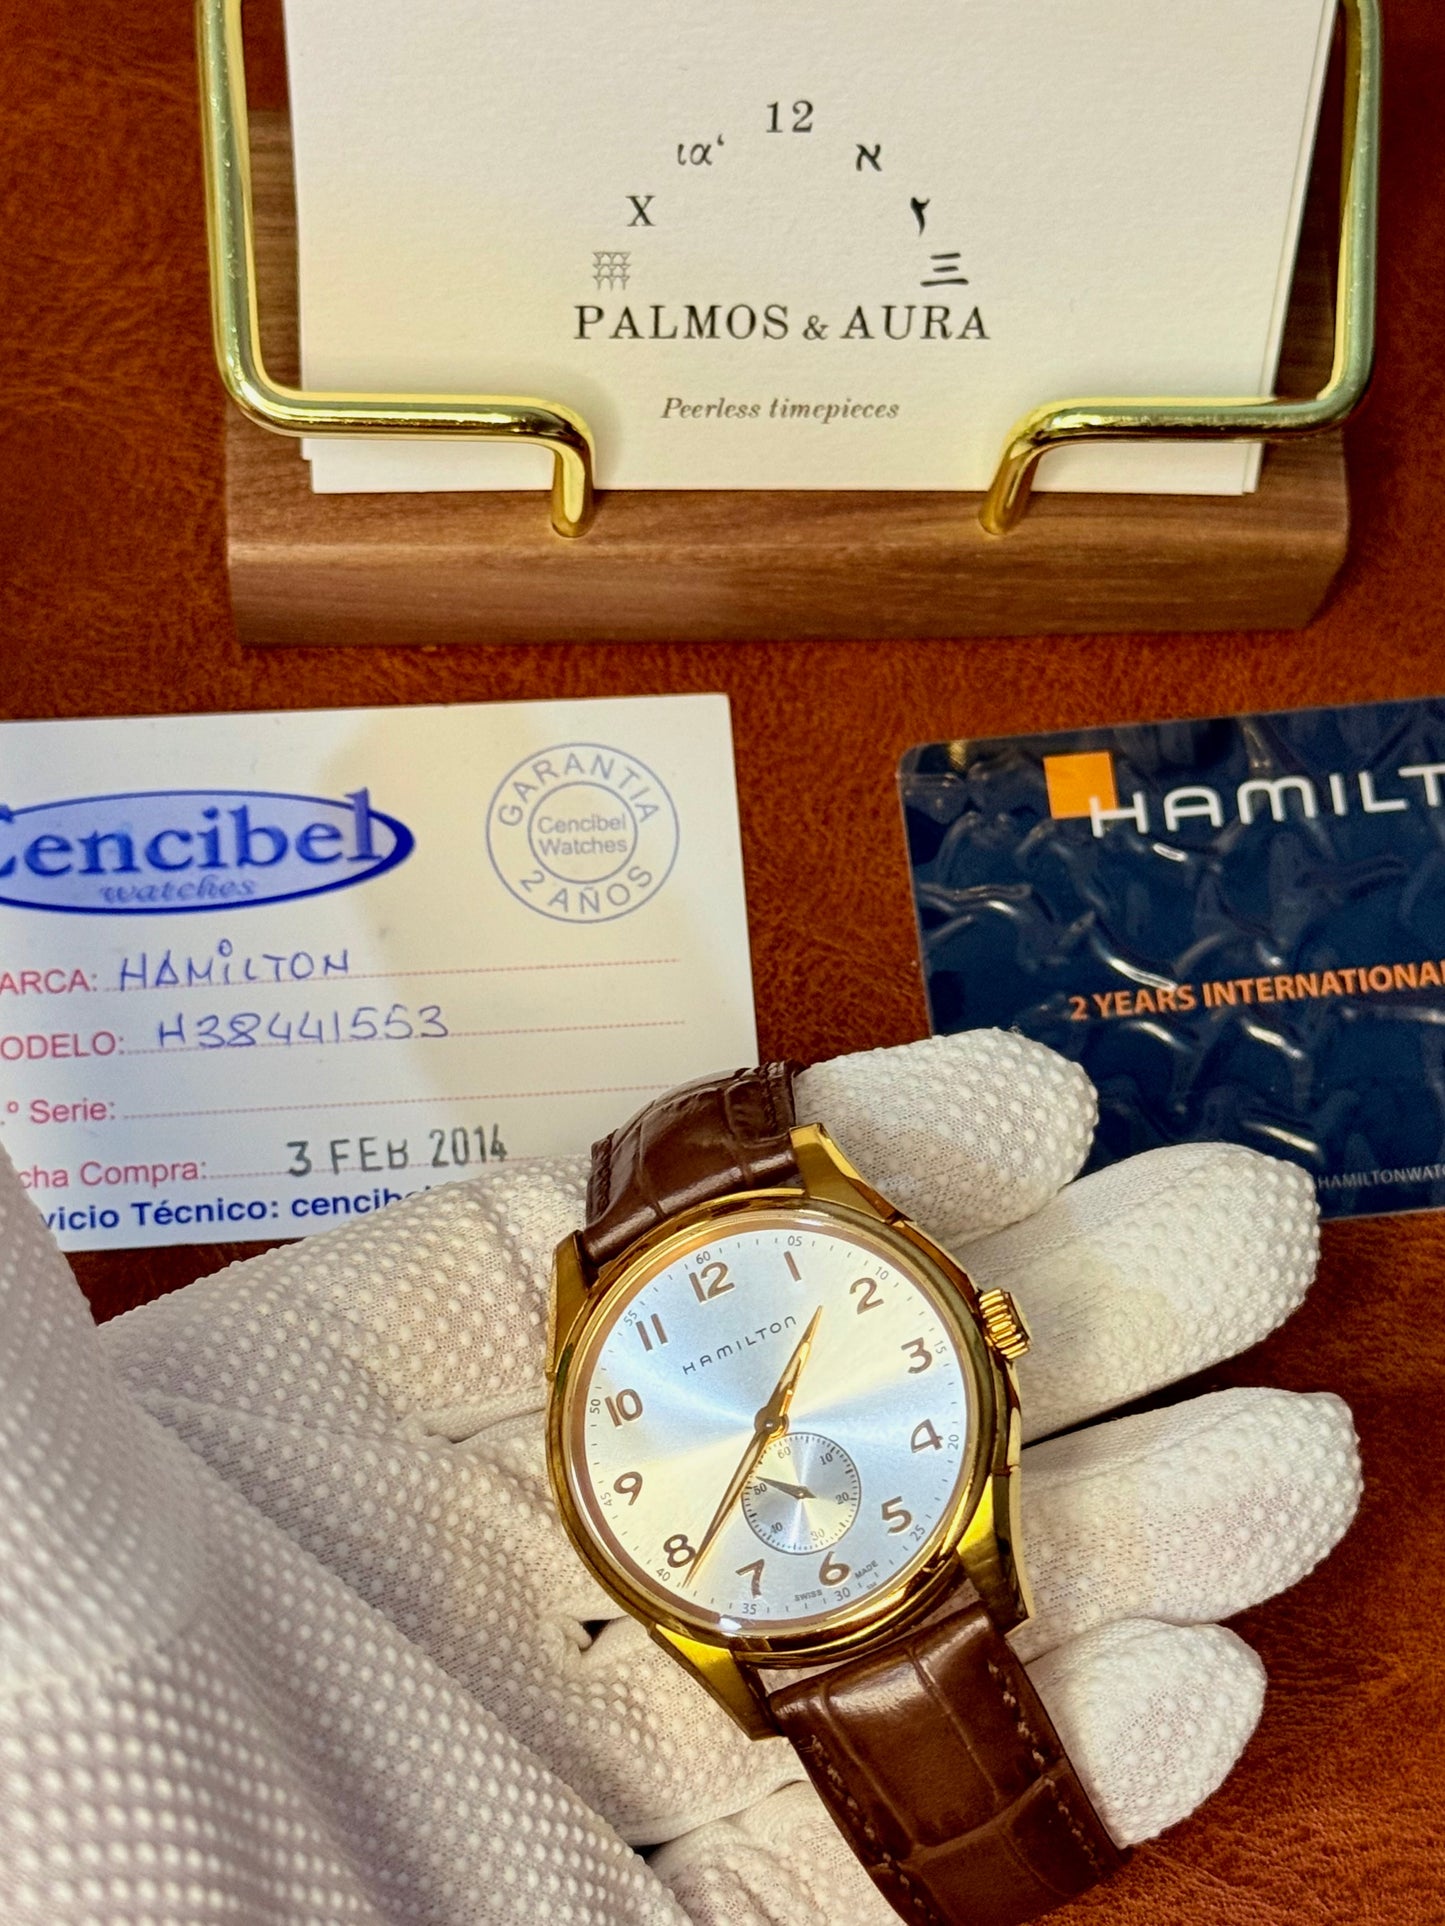 12
ια‘
א
X
٢
三
PALMOS & AURA
Peerless timepieces
Cencibel
watches
GARANTIA
Cencibel
Watches
2 AÑOS
ARCA: HAMILTON
ODELO: H38441553
.º Serie:
cha Compra: 3 FEB 2014
vicio Técnico: cencibel
HAMILT
2 YEARS INTERNATIONA
HAMILTONWAT
60 05 10 15 20 25 30 35 40 45 50 55
12 1 2 3 4 5 6 7 8 9 10 11
HAMILTON
60 10 20 30 40 50
SWISS MADE